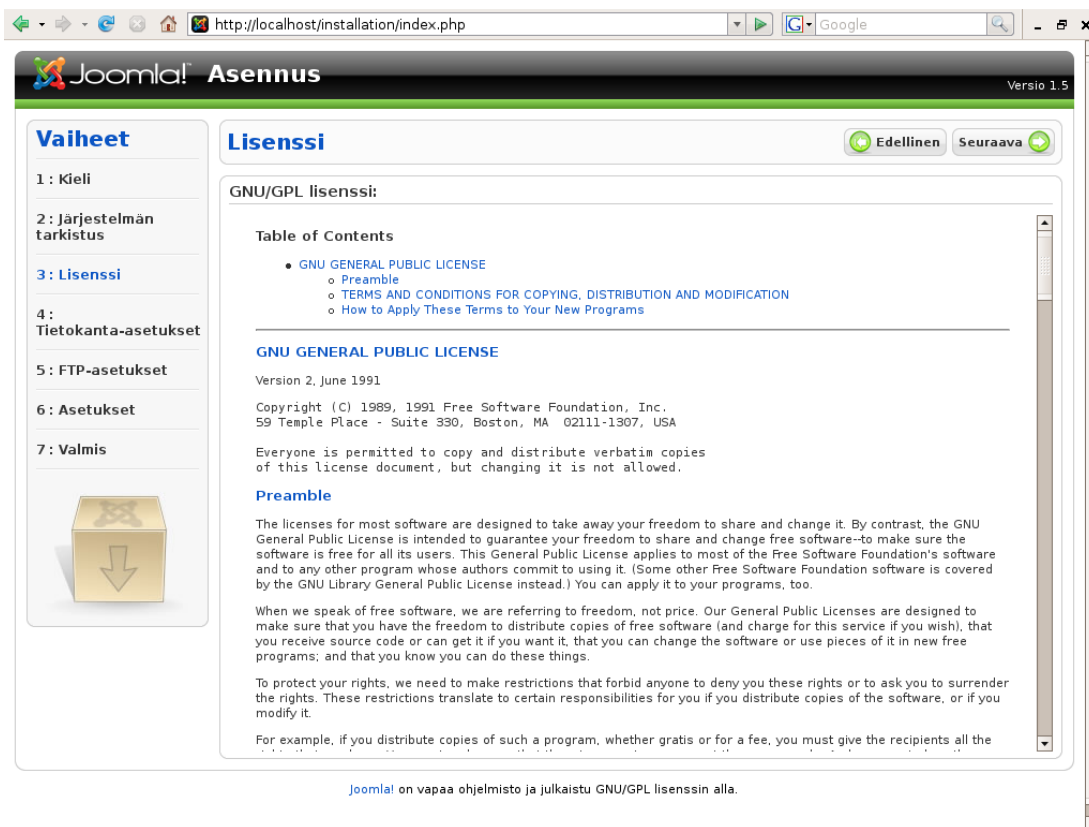 http://localhost/installation/index.php
Google
Joomla! Asennus
Versio 1.5
Vaiheet
1 : Kieli
2 : Järjestelmän
tarkistus
3 : Lisenssi
4 :
Tietokanta-asetukset
5 : FTP-asetukset
6 : Asetukset
7 : Valmis
Lisenssi
Edellinen
Seuraava
GNU/GPL lisenssi:
Table of Contents
GNU GENERAL PUBLIC LICENSE
Preamble
TERMS AND CONDITIONS FOR COPYING, DISTRIBUTION AND MODIFICATION
How to Apply These Terms to Your New Programs
GNU GENERAL PUBLIC LICENSE
Version 2, June 1991
Copyright (C) 1989, 1991 Free Software Foundation, Inc.
59 Temple Place - Suite 330, Boston, MA  02111-1307, USA
Everyone is permitted to copy and distribute verbatim copies
of this license document, but changing it is not allowed.
Preamble
The licenses for most software are designed to take away your freedom to share and change it. By contrast, the GNU
General Public License is intended to guarantee your freedom to share and change free software--to make sure the
software is free for all its users. This General Public License applies to most of the Free Software Foundation's software
and to any other program whose authors commit to using it. (Some other Free Software Foundation software is covered
by the GNU Library General Public License instead.) You can apply it to your programs, too.
When we speak of free software, we are referring to freedom, not price. Our General Public Licenses are designed to
make sure that you have the freedom to distribute copies of free software (and charge for this service if you wish), that
you receive source code or can get it if you want it, that you can change the software or use pieces of it in new free
programs; and that you know you can do these things.
To protect your rights, we need to make restrictions that forbid anyone to deny you these rights or to ask you to surrender
the rights. These restrictions translate to certain responsibilities for you if you distribute copies of the software, or if you
modify it.
For example, if you distribute copies of such a program, whether gratis or for a fee, you must give the recipients all the
Joomla! on vapaa ohjelmisto ja julkaistu GNU/GPL lisenssin alla.